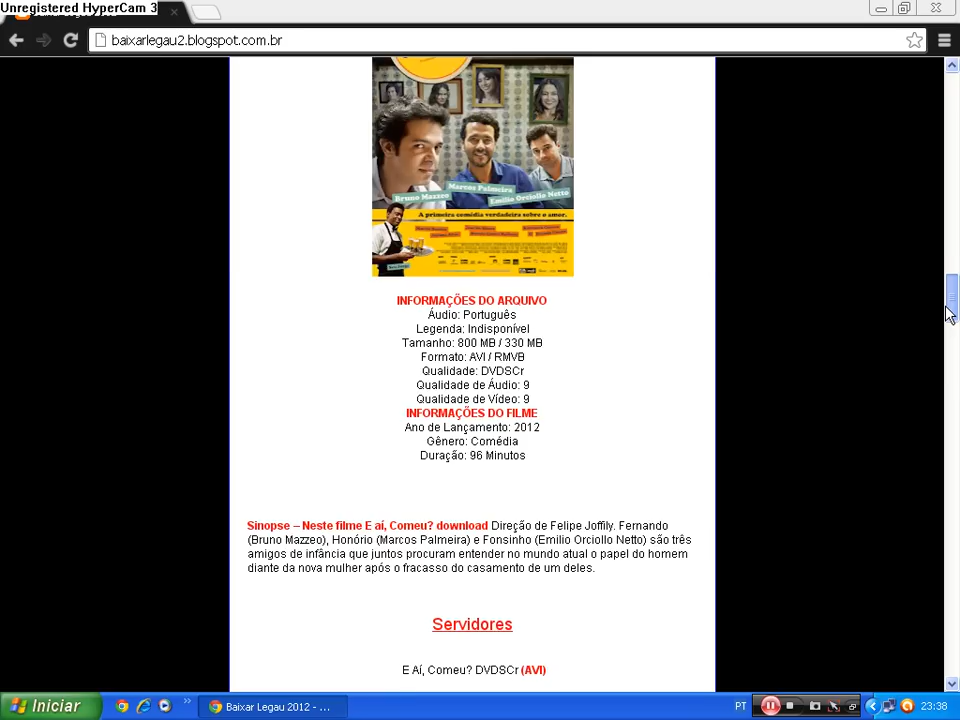 Unregistered HyperCam 3
baixarlegau2.blogspot.com.br
Bruno Mazzeo
Marcos Palmeira
Emilio Orciollo Netto
A primeira comédia verdadeira sobre o amor.
INFORMAÇÕES DO ARQUIVO
Áudio: Português
Legenda: Indisponível
Tamanho: 800 MB / 330 MB
Formato: AVI / RMVB
Qualidade: DVDSCr
Qualidade de Áudio: 9
Qualidade de Vídeo: 9
INFORMAÇÕES DO FILME
Ano de Lançamento: 2012
Gênero: Comédia
Duração: 96 Minutos
Sinopse – Neste filme E aí, Comeu? download Direção de Felipe Joffily. Fernando
(Bruno Mazzeo), Honório (Marcos Palmeira) e Fonsinho (Emilio Orciollo Netto) são três
amigos de infância que juntos procuram entender no mundo atual o papel do homem
diante da nova mulher após o fracasso do casamento de um deles.
Servidores
E Aí, Comeu? DVDSCr (AVI)
Iniciar
Baixar Legau 2012 - ...
PT
23:38